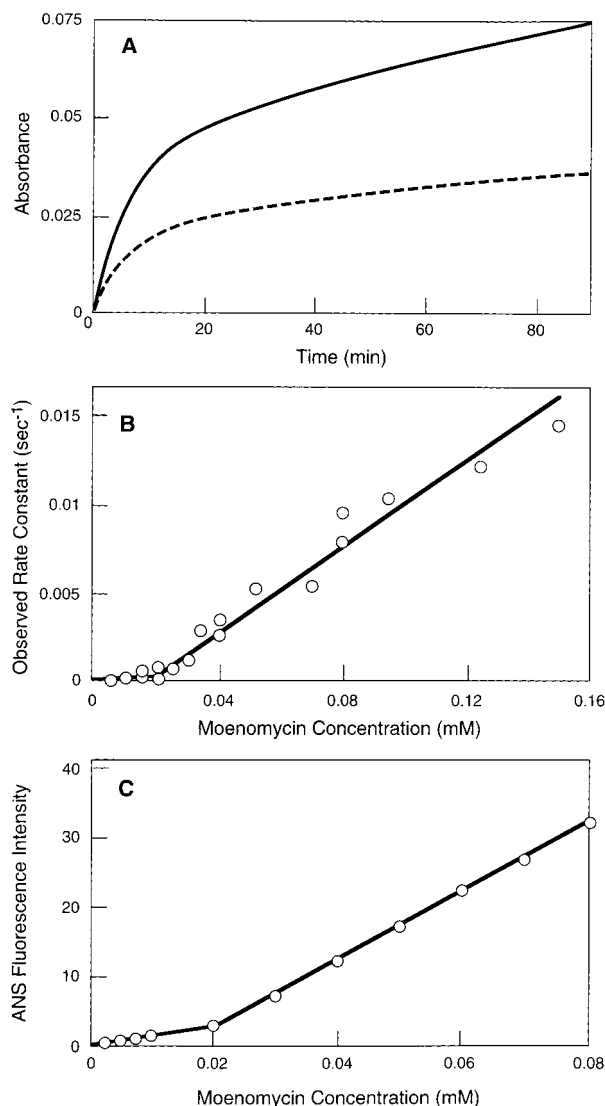 0.075
A
0.05
Absorbance
0.025
0
0 20 40 60 80
Time (min)
0.015
B
0.01
Observed Rate Constant (sec⁻¹)
0.005
0
0 0.04 0.08 0.12 0.16
Moenomycin Concentration (mM)
40
C
30
ANS Fluorescence Intensity
20
10
0
0 0.02 0.04 0.06 0.08
Moenomycin Concentration (mM)